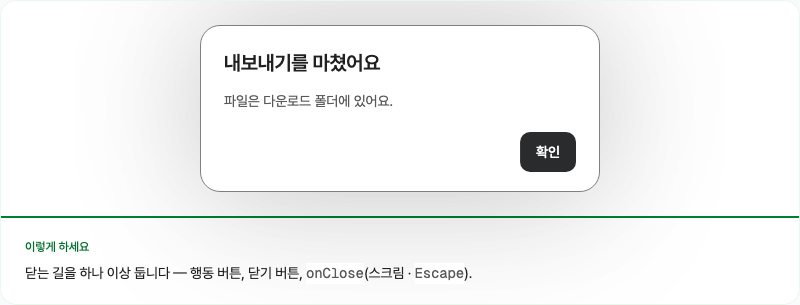 내보내기를 마쳤어요
파일은 다운로드 폴더에 있어요.
확인
이렇게 하세요
닫는 길을 하나 이상 둡니다 — 행동 버튼, 닫기 버튼, onClose(스크림 · Escape).